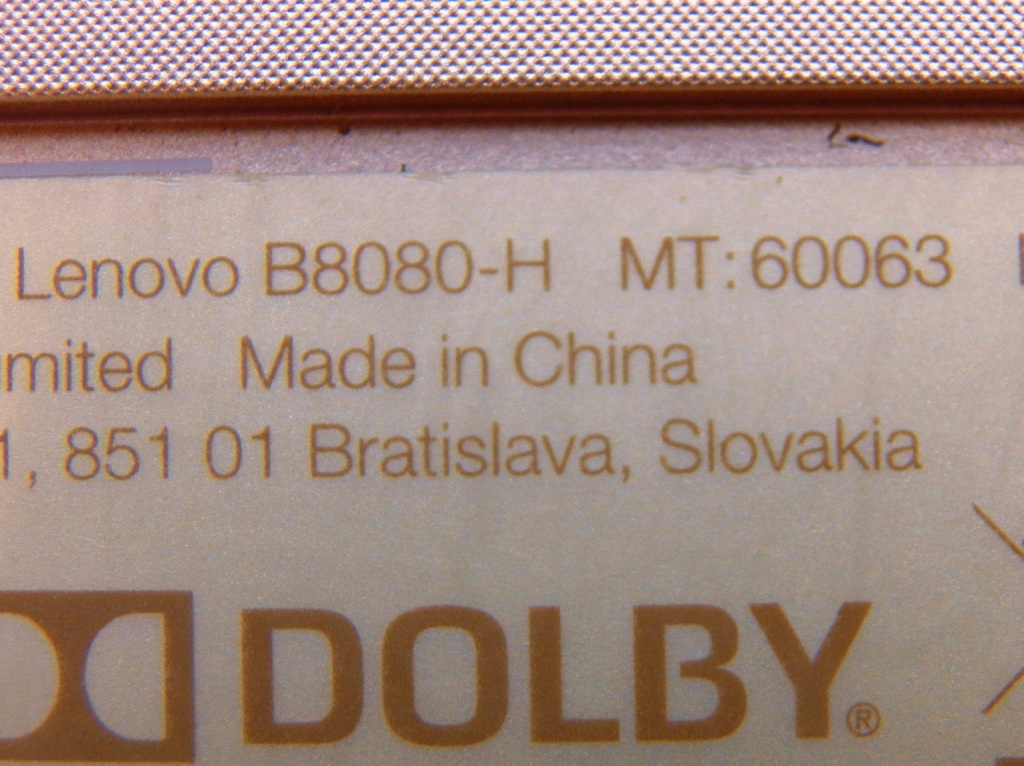 Lenovo B8080-H MT: 60063
mited Made in China
1, 851 01 Bratislava, Slovakia
DOLBY®